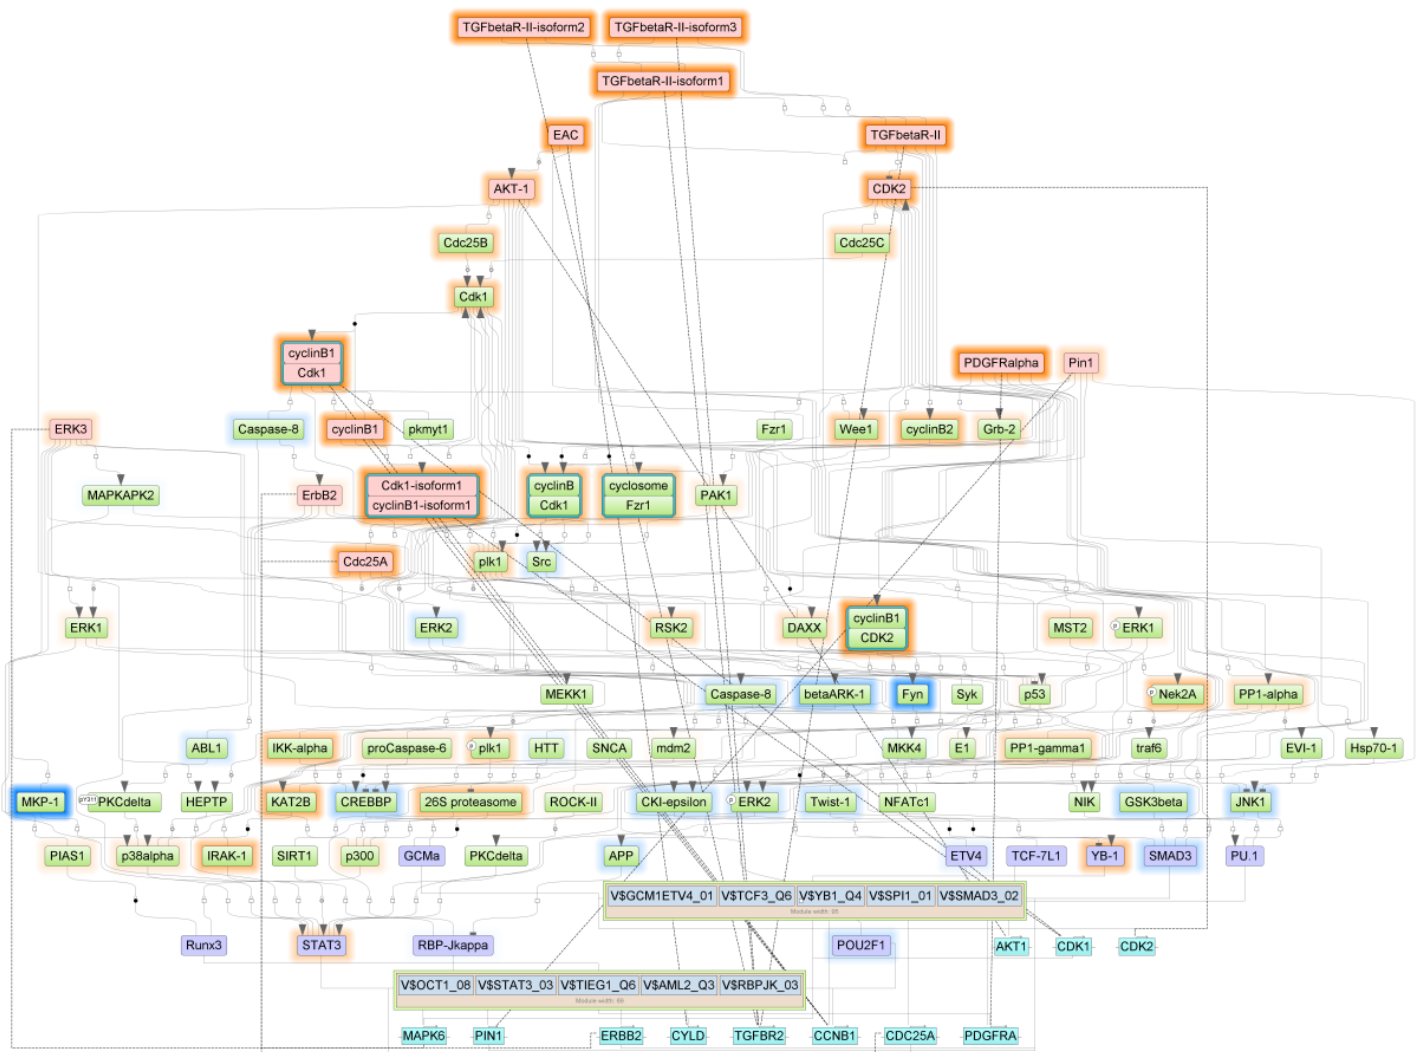 TGFbetaR-II-isoform2
TGFbetaR-II-isoform3
TGFbetaR-II-isoform1
EAC
TGFbetaR-II
AKT-1
CDK2
Cdc25B
Cdc25C
Cdk1
cyclinB1
Cdk1
PDGFRalpha
Pin1
ERK3
Caspase-8
cyclinB1
pkmyt1
Fzr1
Wee1
cyclinB2
Grb-2
MAPKAPK2
ErbB2
Cdk1-isoform1
cyclinB1-isoform1
cyclinB
Cdk1
cyclosome
Fzr1
PAK1
Cdc25A
plk1
Src
ERK1
ERK2
RSK2
DAXX
cyclinB1
CDK2
MST2
p
ERK1
MEKK1
Caspase-8
betaARK-1
Fyn
Syk
p53
p
Nek2A
PP1-alpha
ABL1
IKK-alpha
proCaspase-6
p
plk1
HTT
SNCA
mdm2
MKK4
E1
PP1-gamma1
traf6
EVI-1
Hsp70-1
MKP-1
pY311
PKCdelta
HEPTP
KAT2B
CREBBP
26S proteasome
ROCK-II
CKI-epsilon
p
ERK2
Twist-1
NFATc1
NIK
GSK3beta
JNK1
PIAS1
p38alpha
IRAK-1
SIRT1
p300
GCMa
PKCdelta
APP
ETV4
TCF-7L1
YB-1
SMAD3
PU.1
V$GCM1ETV4_01 V$TCF3_Q6 V$YB1_Q4 V$SPI1_01 V$SMAD3_02
Runx3
STAT3
RBP-Jkappa
POU2F1
AKT1
CDK1
CDK2
V$OCT1_08 V$STAT3_03 V$TIEG1_Q6 V$AML2_Q3 V$RBPJK_03
MAPK6
PIN1
ERBB2
CYLD
TGFBR2
CCNB1
CDC25A
PDGFRA